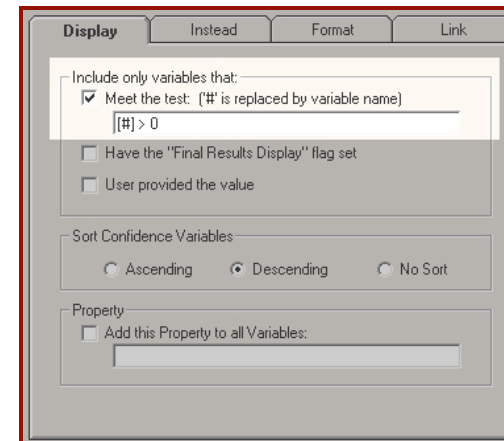 Display Instead Format Link
Include only variables that:
Meet the test: ('#' is replaced by variable name)
[#] > 0
Have the "Final Results Display" flag set
User provided the value
Sort Confidence Variables
Ascending Descending No Sort
Property
Add this Property to all Variables: